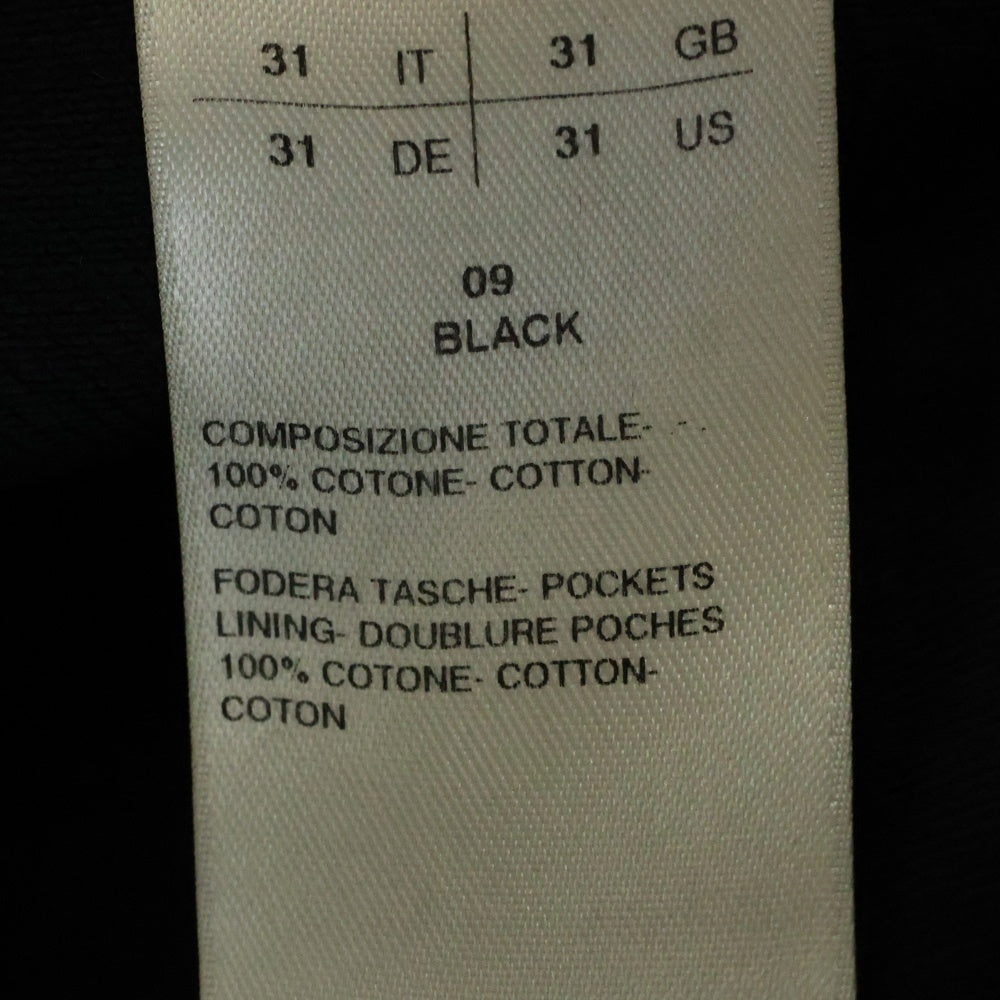 31 IT 31 GB
31 DE 31 US
09
BLACK
COMPOSIZIONE TOTALE-
100% COTONE- COTTON-
COTON
FODERA TASCHE- POCKETS
LINING- DOUBLURE POCHES
100% COTONE- COTTON-
COTON